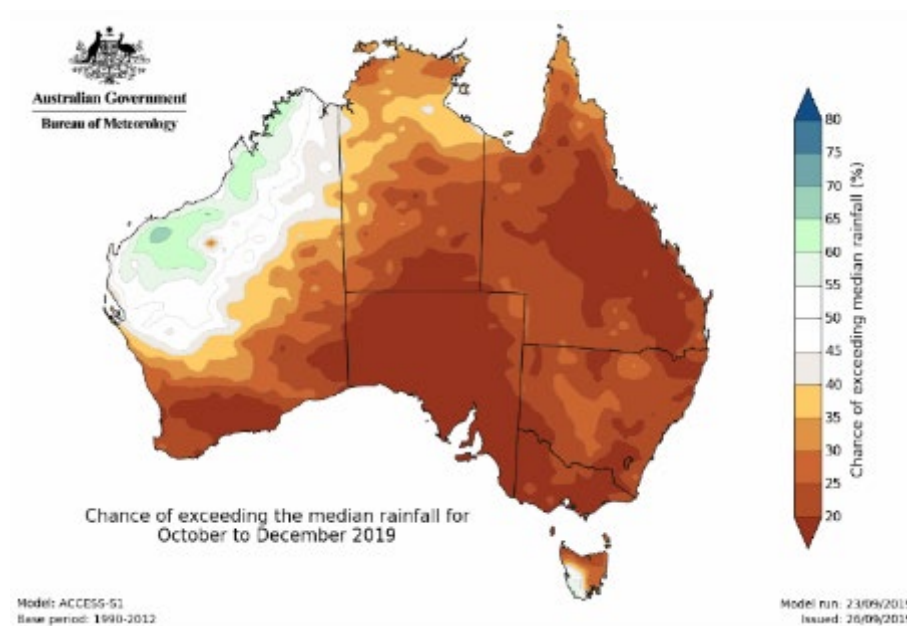 Australian Government
Bureau of Meteorology
80
75
70
65
60
55
50
45
40
35
30
25
20
Chance of exceeding median rainfall (%)
Chance of exceeding the median rainfall for
October to December 2019
Model: ACCESS-S1
Base period: 1990-2012
Model run: 23/09/2019
Issued: 26/09/2019